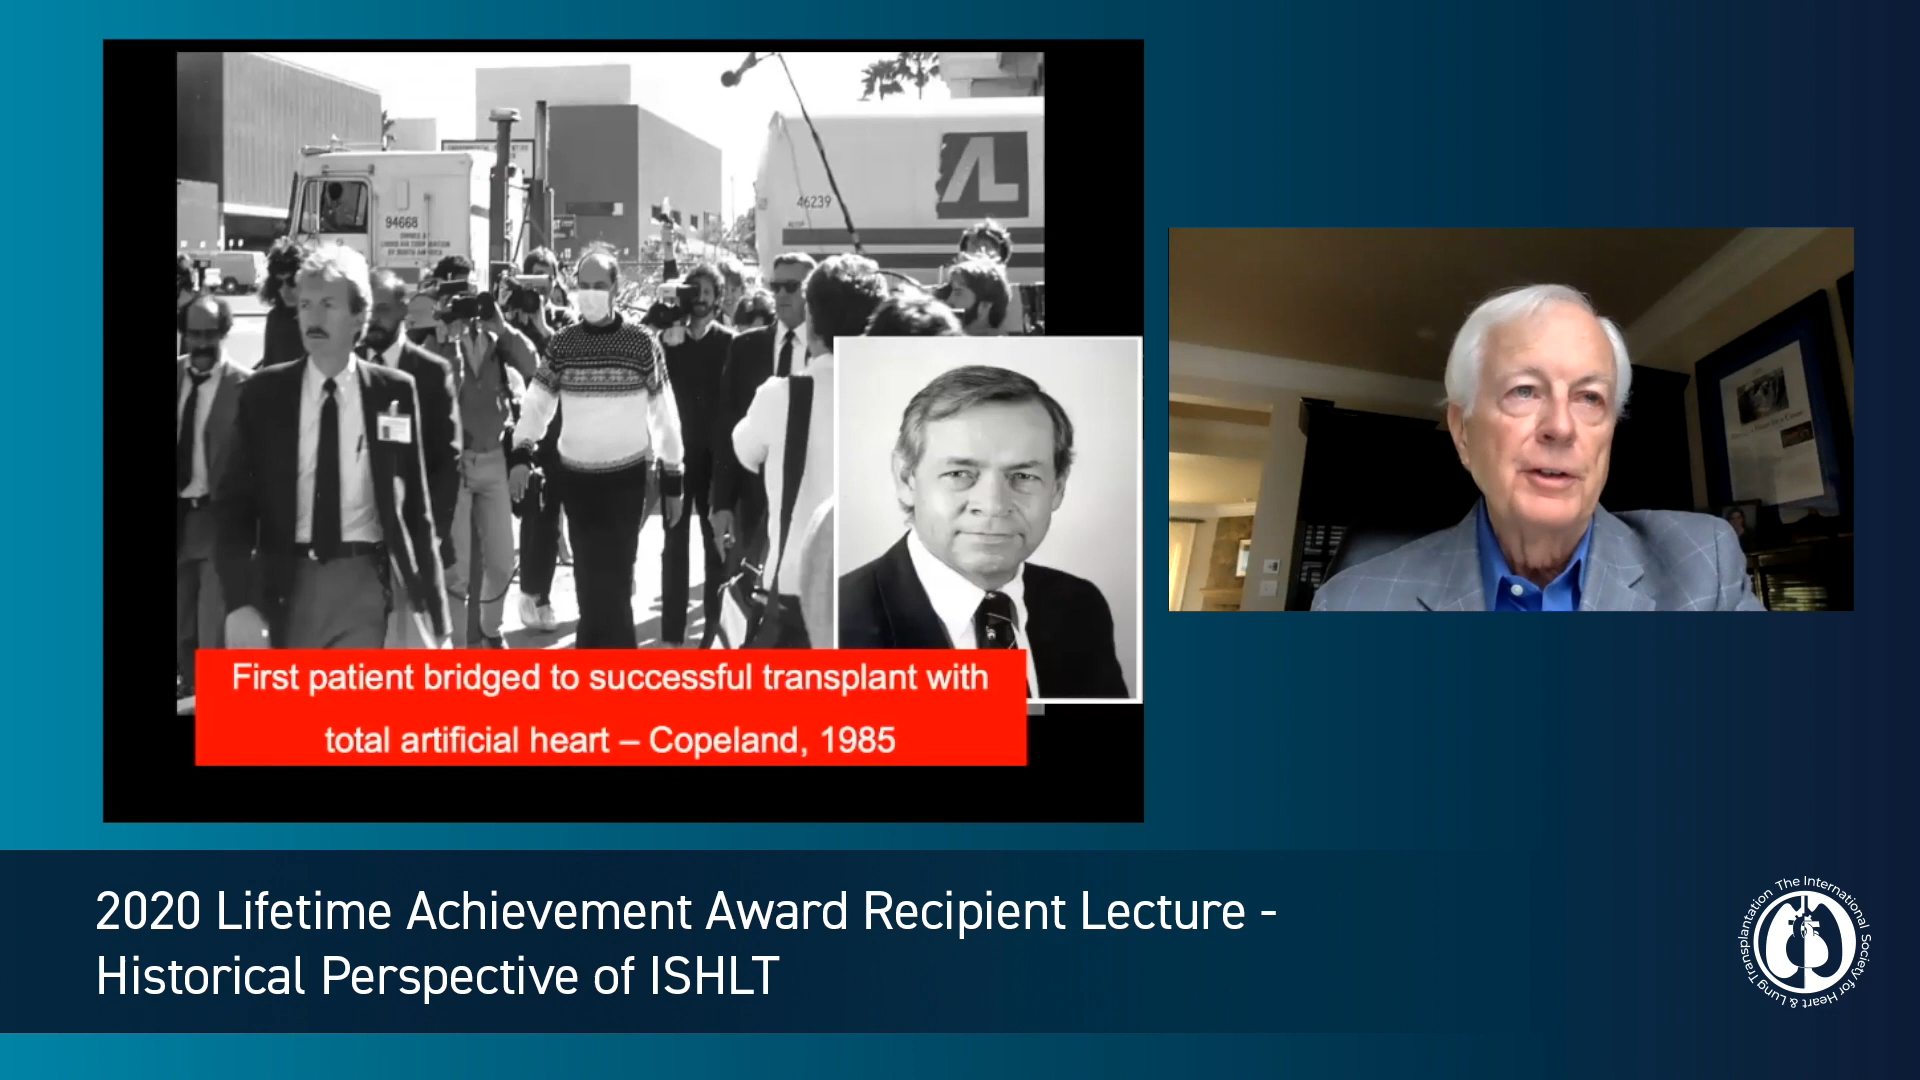 94668
46239
First patient bridged to successful transplant with
total artificial heart – Copeland, 1985
2020 Lifetime Achievement Award Recipient Lecture -
Historical Perspective of ISHLT
The International Society for Heart & Lung Transplantation